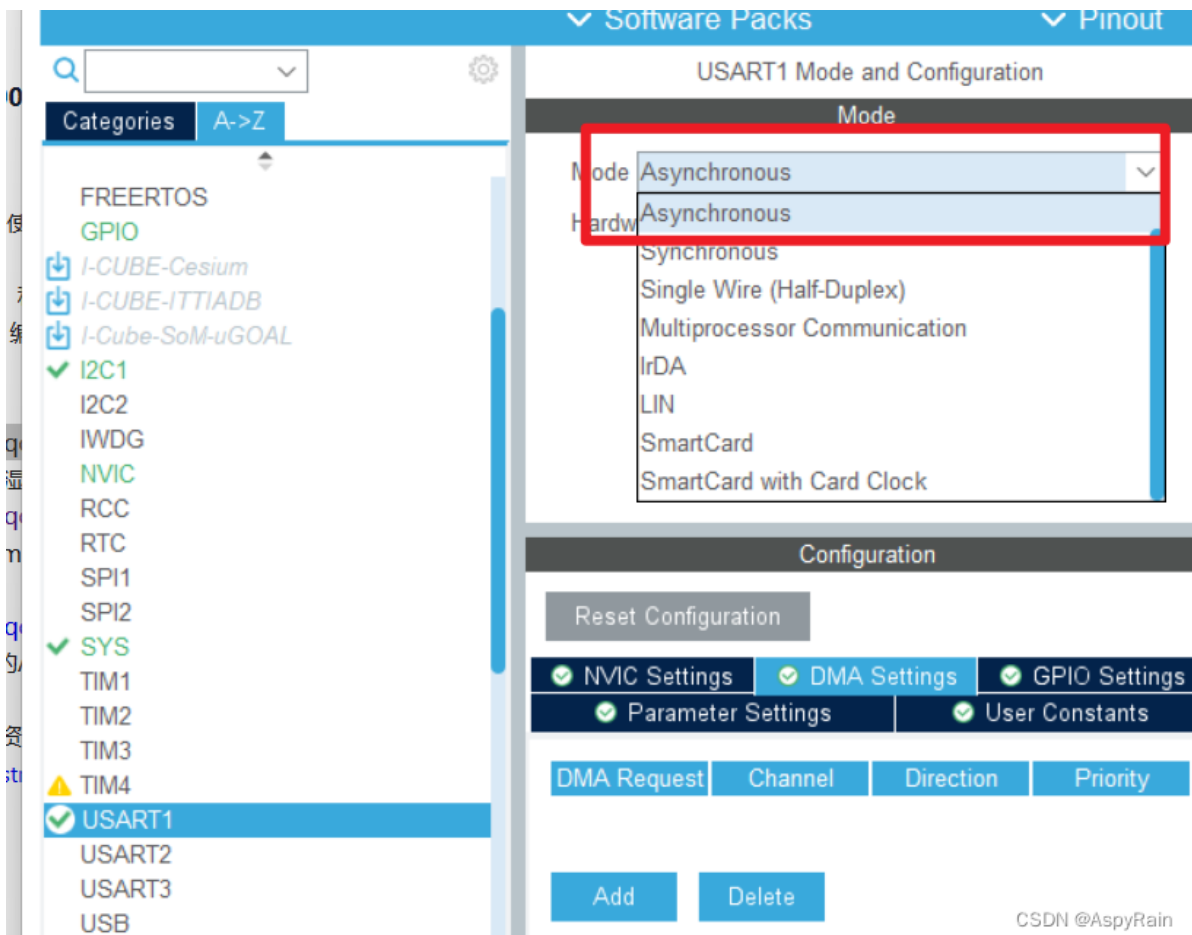 Software Packs
Pinout
USART1 Mode and Configuration
Categories
A->Z
Mode
Mode Asynchronous
Asynchronous
Synchronous
Single Wire (Half-Duplex)
Multiprocessor Communication
IrDA
LIN
SmartCard
SmartCard with Card Clock
FREERTOS
GPIO
I-CUBE-Cesium
I-CUBE-ITTIADB
I-Cube-SoM-uGOAL
I2C1
I2C2
IWDG
NVIC
RCC
RTC
SPI1
SPI2
SYS
TIM1
TIM2
TIM3
TIM4
USART1
USART2
USART3
USB
Configuration
Reset Configuration
NVIC Settings
DMA Settings
GPIO Settings
Parameter Settings
User Constants
DMA Request
Channel
Direction
Priority
Add
Delete
CSDN @AspyRain